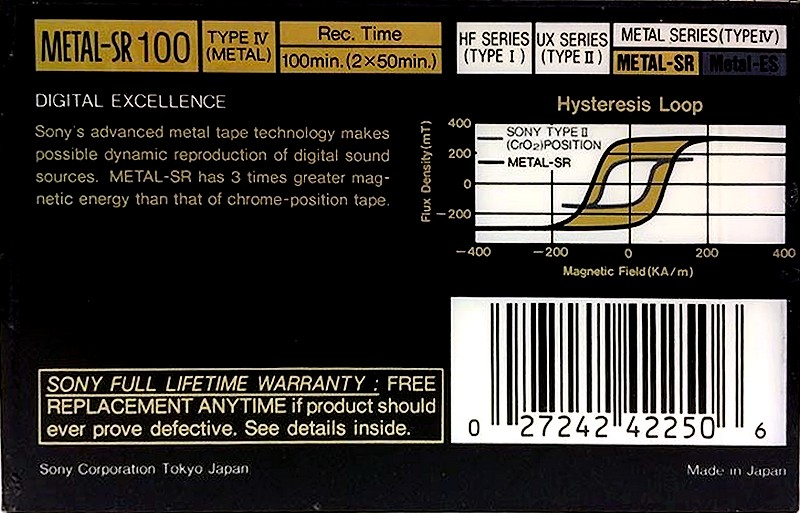 METAL-SR 100
TYPE IV
(METAL)
Rec. Time
100min.(2×50min.)
HF SERIES
(TYPE I)
UX SERIES
(TYPE II)
METAL SERIES(TYPE IV)
METAL-SR
Metal-ES
DIGITAL EXCELLENCE
Sony's advanced metal tape technology makes
possible dynamic reproduction of digital sound
sources. METAL-SR has 3 times greater mag-
netic energy than that of chrome-position tape.
Hysteresis Loop
Flux Density(mT)
400
200
0
-200
SONY TYPE II
(CrO₂)POSITION
METAL-SR
-400 -200 0 200 400
Magnetic Field(KA/m)
SONY FULL LIFETIME WARRANTY : FREE
REPLACEMENT ANYTIME if product should
ever prove defective. See details inside.
0 27242 42250 6
Sony Corporation Tokyo Japan
Made in Japan